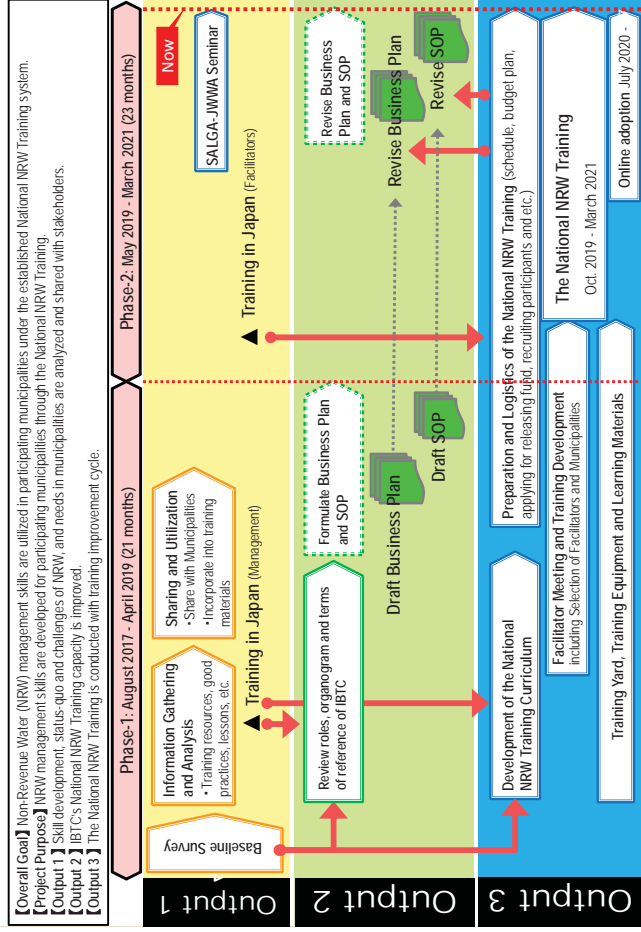 【Overall Goal】Non-Revenue Water (NRW) management skills are utilized in participating municipalities under the established National NRW Training system.
【Project Purpose】NRW management skills are developed for participating municipalities through the National NRW Training.
【Output 1】Skill development, status-quo and challenges of NRW, and needs in municipalities are analyzed and shared with stakeholders.
【Output 2】IBTC's National NRW Training capacity is improved.
【Output 3】The National NRW Training is conducted with training improvement cycle.
Phase-1: August 2017 - April 2019 (21 months)
Phase-2: May 2019 - March 2021 (23 months)
Now
Output 1
Baseline Survey
Information Gathering
and Analysis
・Training resources, good
practices, lessons, etc.
Sharing and Utilization
・Share with Municipalities
・Incorporate into training
materials
SALGA-JWWA Seminar
▲ Training in Japan (Management)
▲ Training in Japan (Facilitators)
Output 2
Review roles, organogram and terms
of reference of IBTC
Formulate Business Plan
and SOP
Revise Business
Plan and SOP
Draft Business Plan
Revise Business Plan
Draft SOP
Revise SOP
Output 3
Development of the National
NRW Training Curriculum
Preparation and Logistics of the National NRW Training (schedule, budget plan,
applying for releasing fund, recruiting participants and etc.)
Facilitator Meeting and Training Development
including Selection of Facilitators and Municipalities
The National NRW Training
Oct. 2019 - March 2021
Training Yard, Training Equipment and Learning Materials
Online adoption July 2020 -